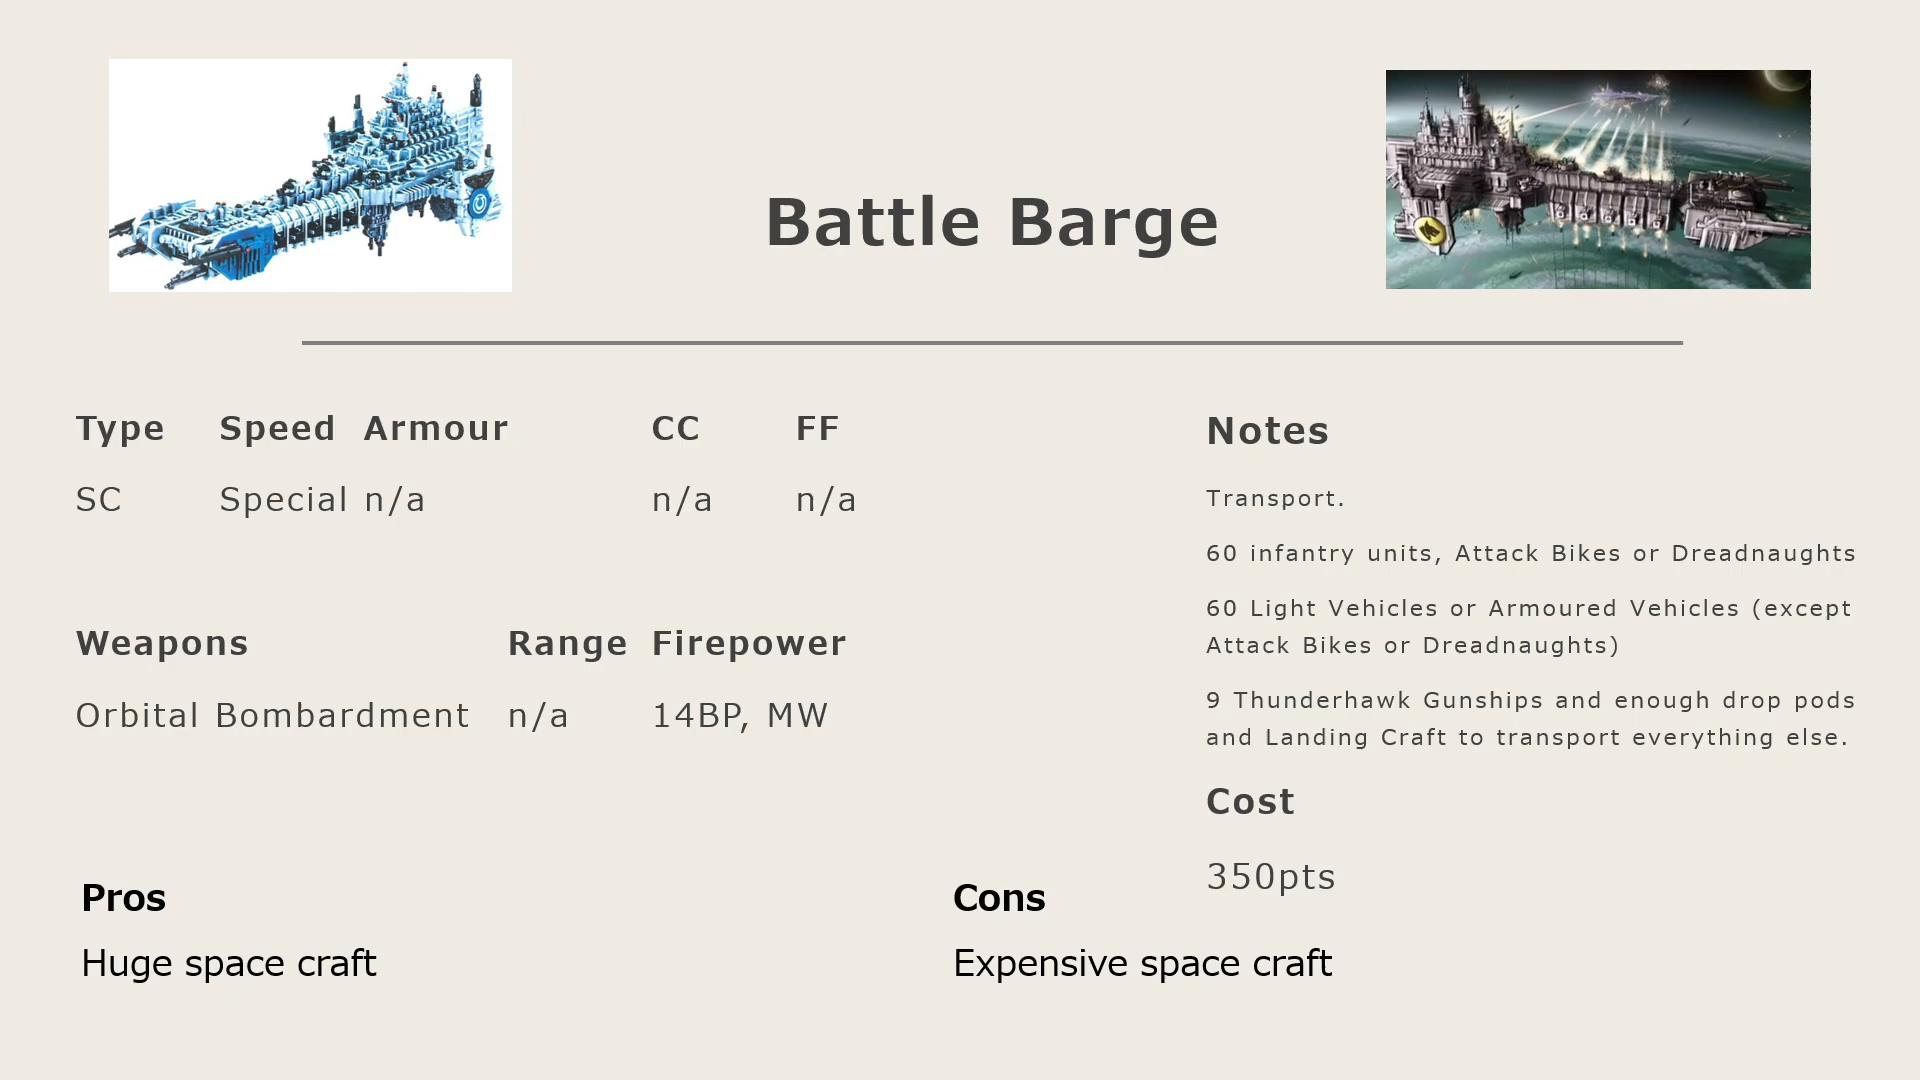 Battle Barge
Type Speed Armour CC FF
SC Special n/a n/a n/a
Weapons Range Firepower
Orbital Bombardment n/a 14BP, MW
Notes
Transport.
60 infantry units, Attack Bikes or Dreadnaughts
60 Light Vehicles or Armoured Vehicles (except
Attack Bikes or Dreadnaughts)
9 Thunderhawk Gunships and enough drop pods
and Landing Craft to transport everything else.
Cost
350pts
Pros
Huge space craft
Cons
Expensive space craft